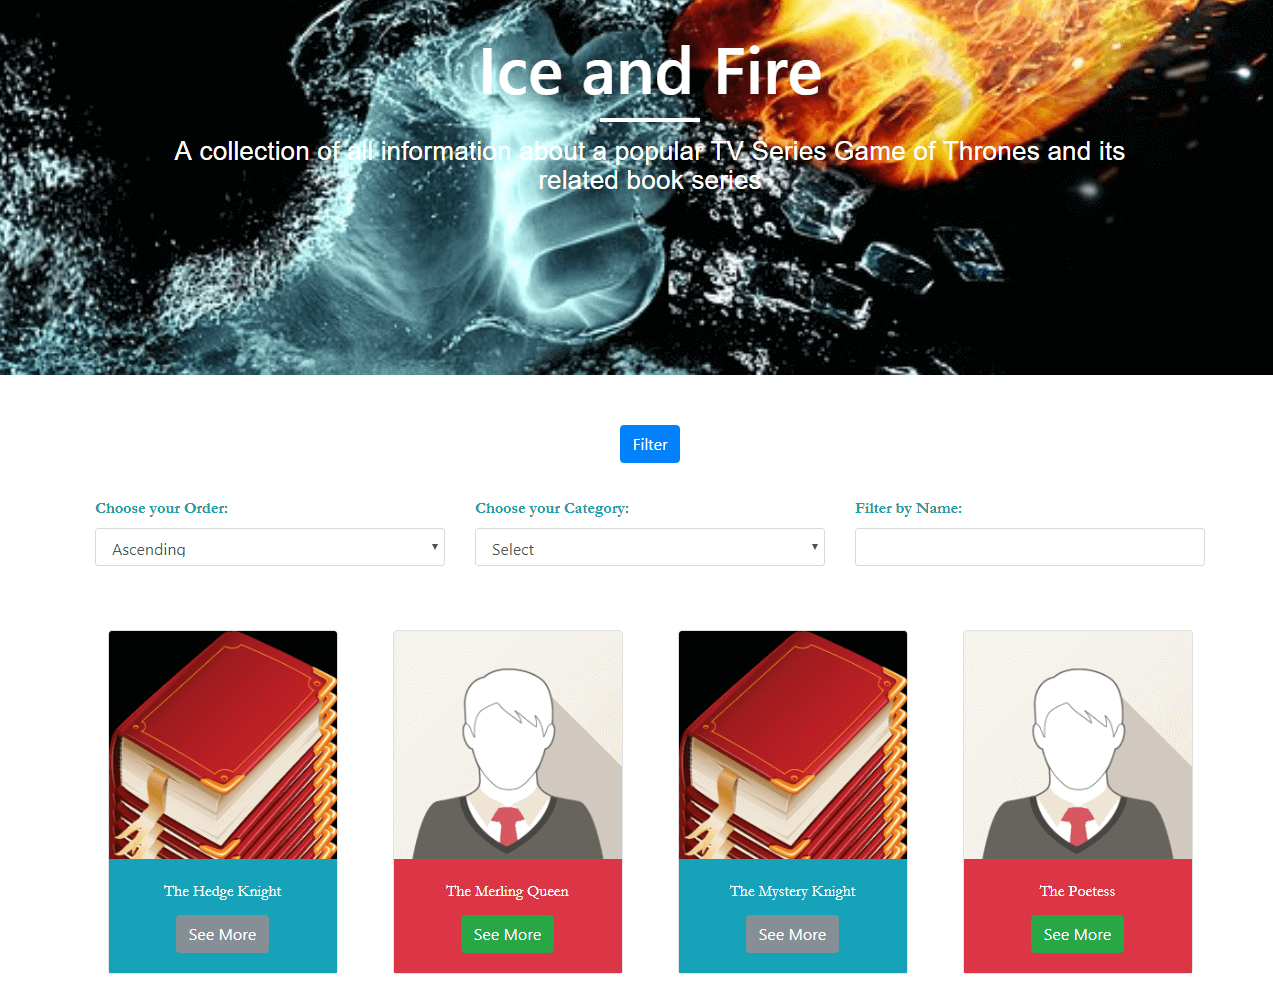 Ice and Fire
A collection of all information about a popular TV Series Game of Thrones and its
related book series
Filter
Choose your Order:
Choose your Category:
Filter by Name:
Ascending
Select
The Hedge Knight
The Merling Queen
The Mystery Knight
The Poetess
See More
See More
See More
See More